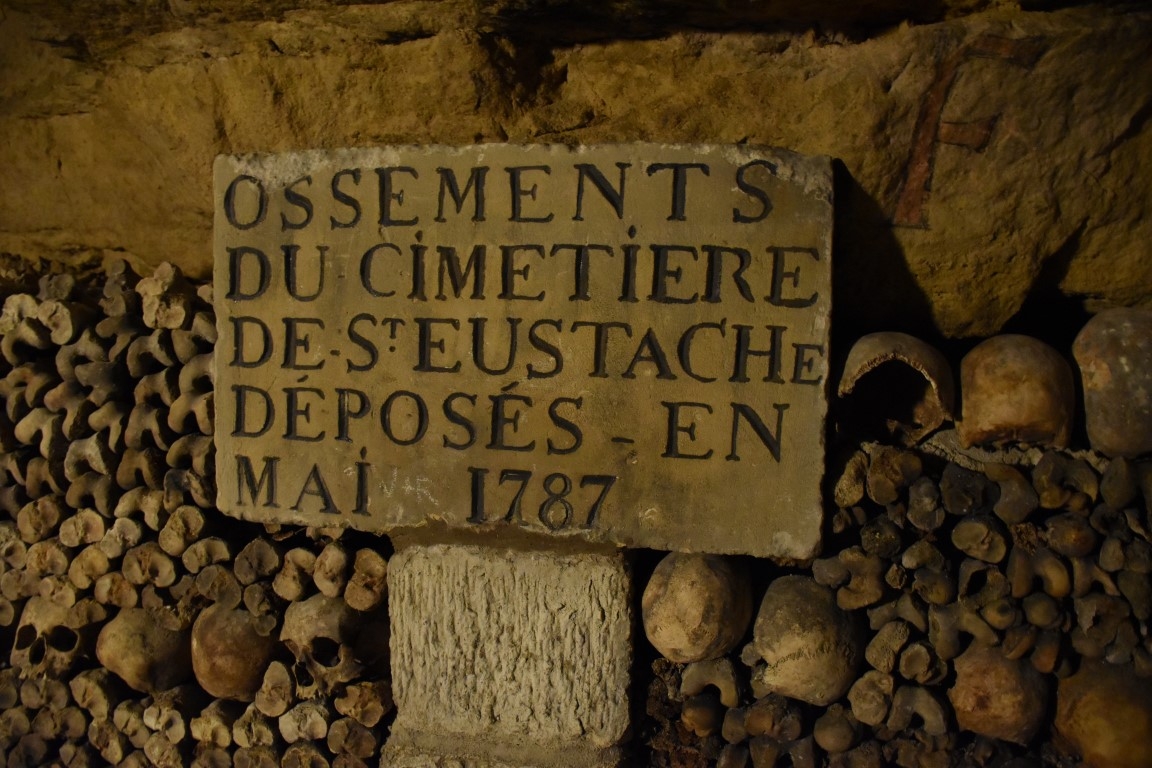 OSSEMENTS
DU CiMETiERE
DE·Sᵀ EUSTACHE
DÉPOSÉS - EN
MAi 1787
F